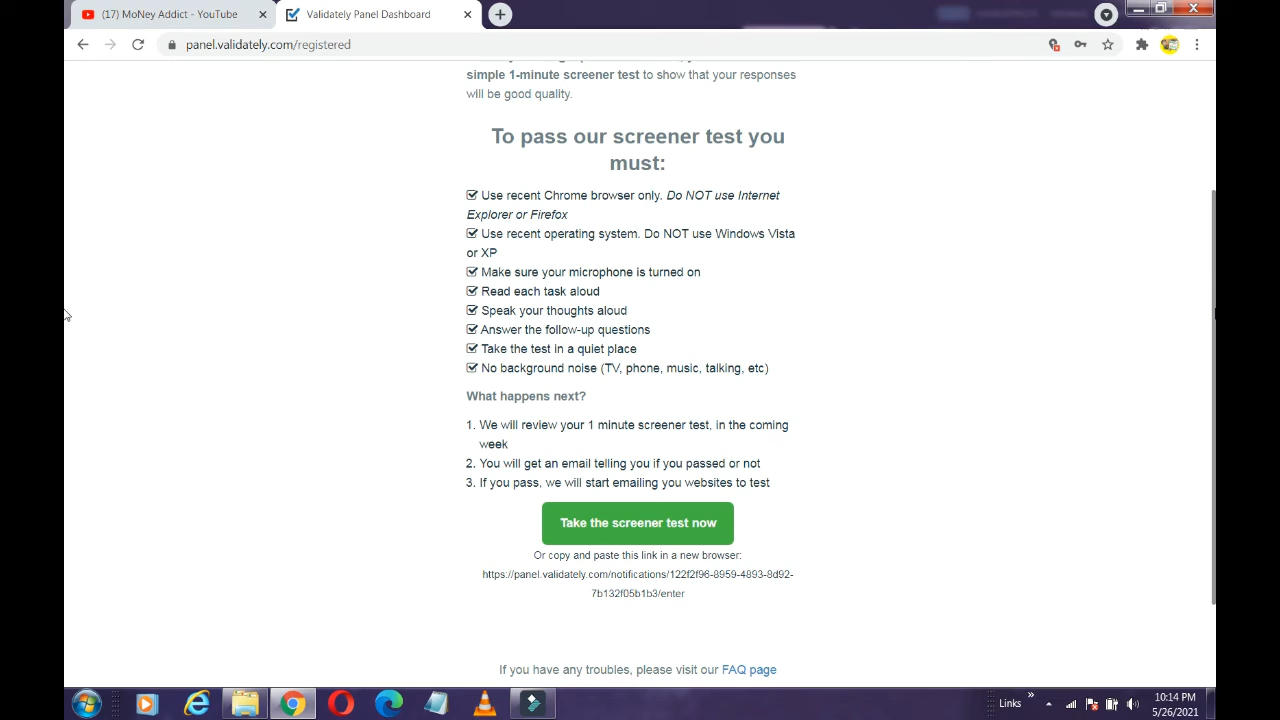 (17) MoNey Addict - YouTube
Validately Panel Dashboard
panel.validately.com/registered
simple 1-minute screener test to show that your responses
will be good quality.
To pass our screener test you
must:
Use recent Chrome browser only. Do NOT use Internet
Explorer or Firefox
Use recent operating system. Do NOT use Windows Vista
or XP
Make sure your microphone is turned on
Read each task aloud
Speak your thoughts aloud
Answer the follow-up questions
Take the test in a quiet place
No background noise (TV, phone, music, talking, etc)
What happens next?
1. We will review your 1 minute screener test, in the coming
week
2. You will get an email telling you if you passed or not
3. If you pass, we will start emailing you websites to test
Take the screener test now
Or copy and paste this link in a new browser:
https://panel.validately.com/notifications/122f2f96-8959-4893-8d92-
7b132f05b1b3/enter
If you have any troubles, please visit our FAQ page
Links
10:14 PM
5/26/2021